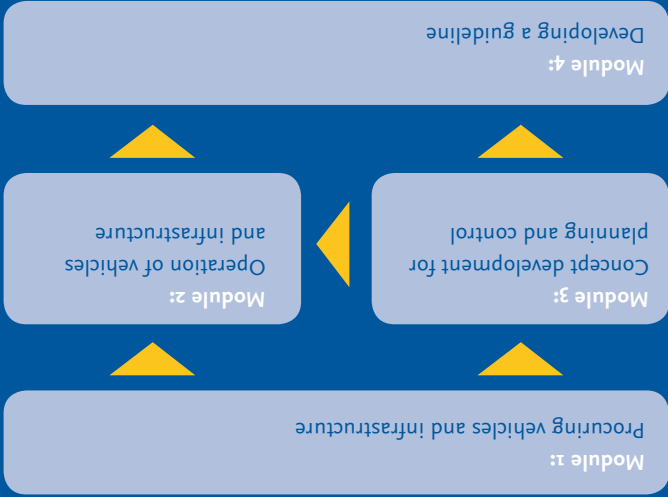 Module 1:
Procuring vehicles and infrastructure
Module 3:
Concept development for
planning and control
Module 2:
Operation of vehicles
and infrastructure
Module 4:
Developing a guideline